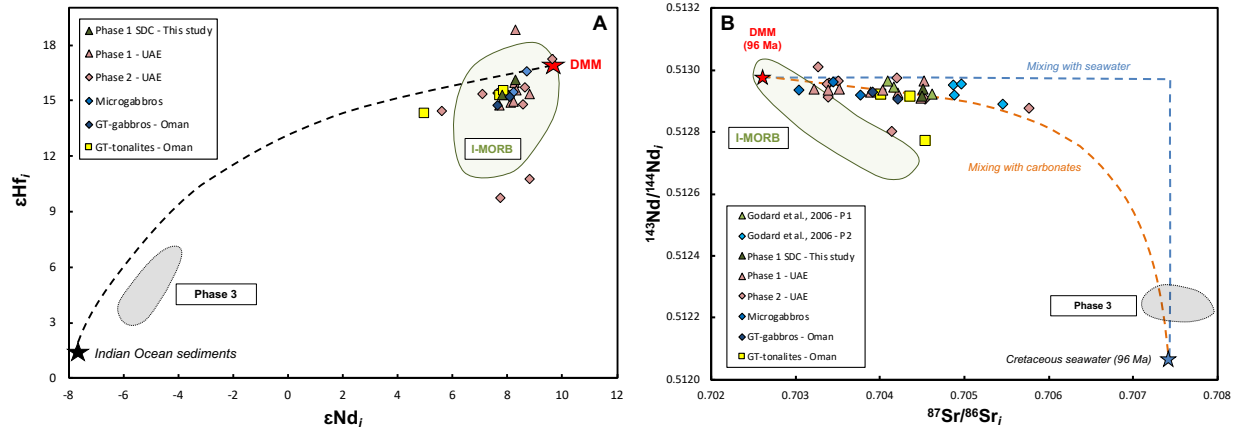 A
Phase 1 SDC - This study
Phase 1 - UAE
Phase 2 - UAE
Microgabbros
GT-gabbros - Oman
GT-tonalites - Oman
DMM
I-MORB
Phase 3
Indian Ocean sediments
18
15
12
9
6
3
0
εHfi
-8
-6
-4
-2
0
2
4
6
8
10
12
εNdi
B
DMM
(96 Ma)
Mixing with seawater
I-MORB
Mixing with carbonates
Godard et al., 2006 - P1
Godard et al., 2006 - P2
Phase 1 SDC - This study
Phase 1 - UAE
Phase 2 - UAE
Microgabbros
GT-gabbros - Oman
GT-tonalites - Oman
Phase 3
Cretaceous seawater (96 Ma)
0.5132
0.5130
0.5128
0.5126
0.5124
0.5122
0.5120
143Nd/144Ndi
0.702
0.703
0.704
0.705
0.706
0.707
0.708
87Sr/86Sri